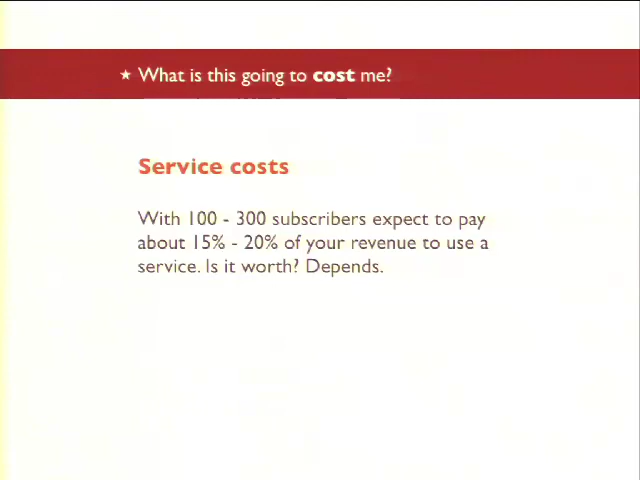 ★ What is this going to cost me?
Service costs
With 100 - 300 subscribers expect to pay
about 15% - 20% of your revenue to use a
service. Is it worth? Depends.